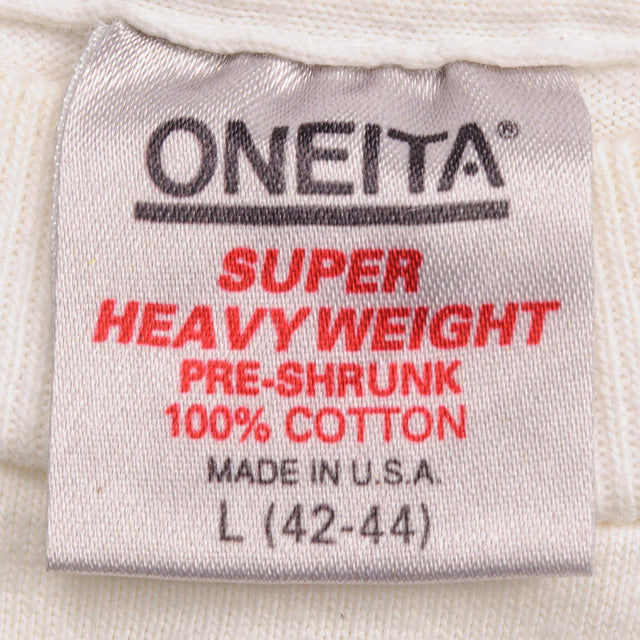 ONEITA®
SUPER
HEAVYWEIGHT
PRE-SHRUNK
100% COTTON
MADE IN U.S.A.
L (42-44)